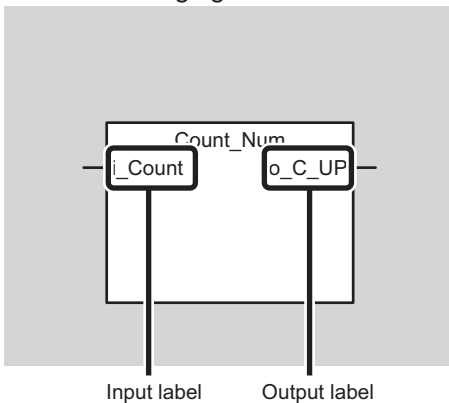 Count_Num
i_Count
o_C_UP
Input label
Output label